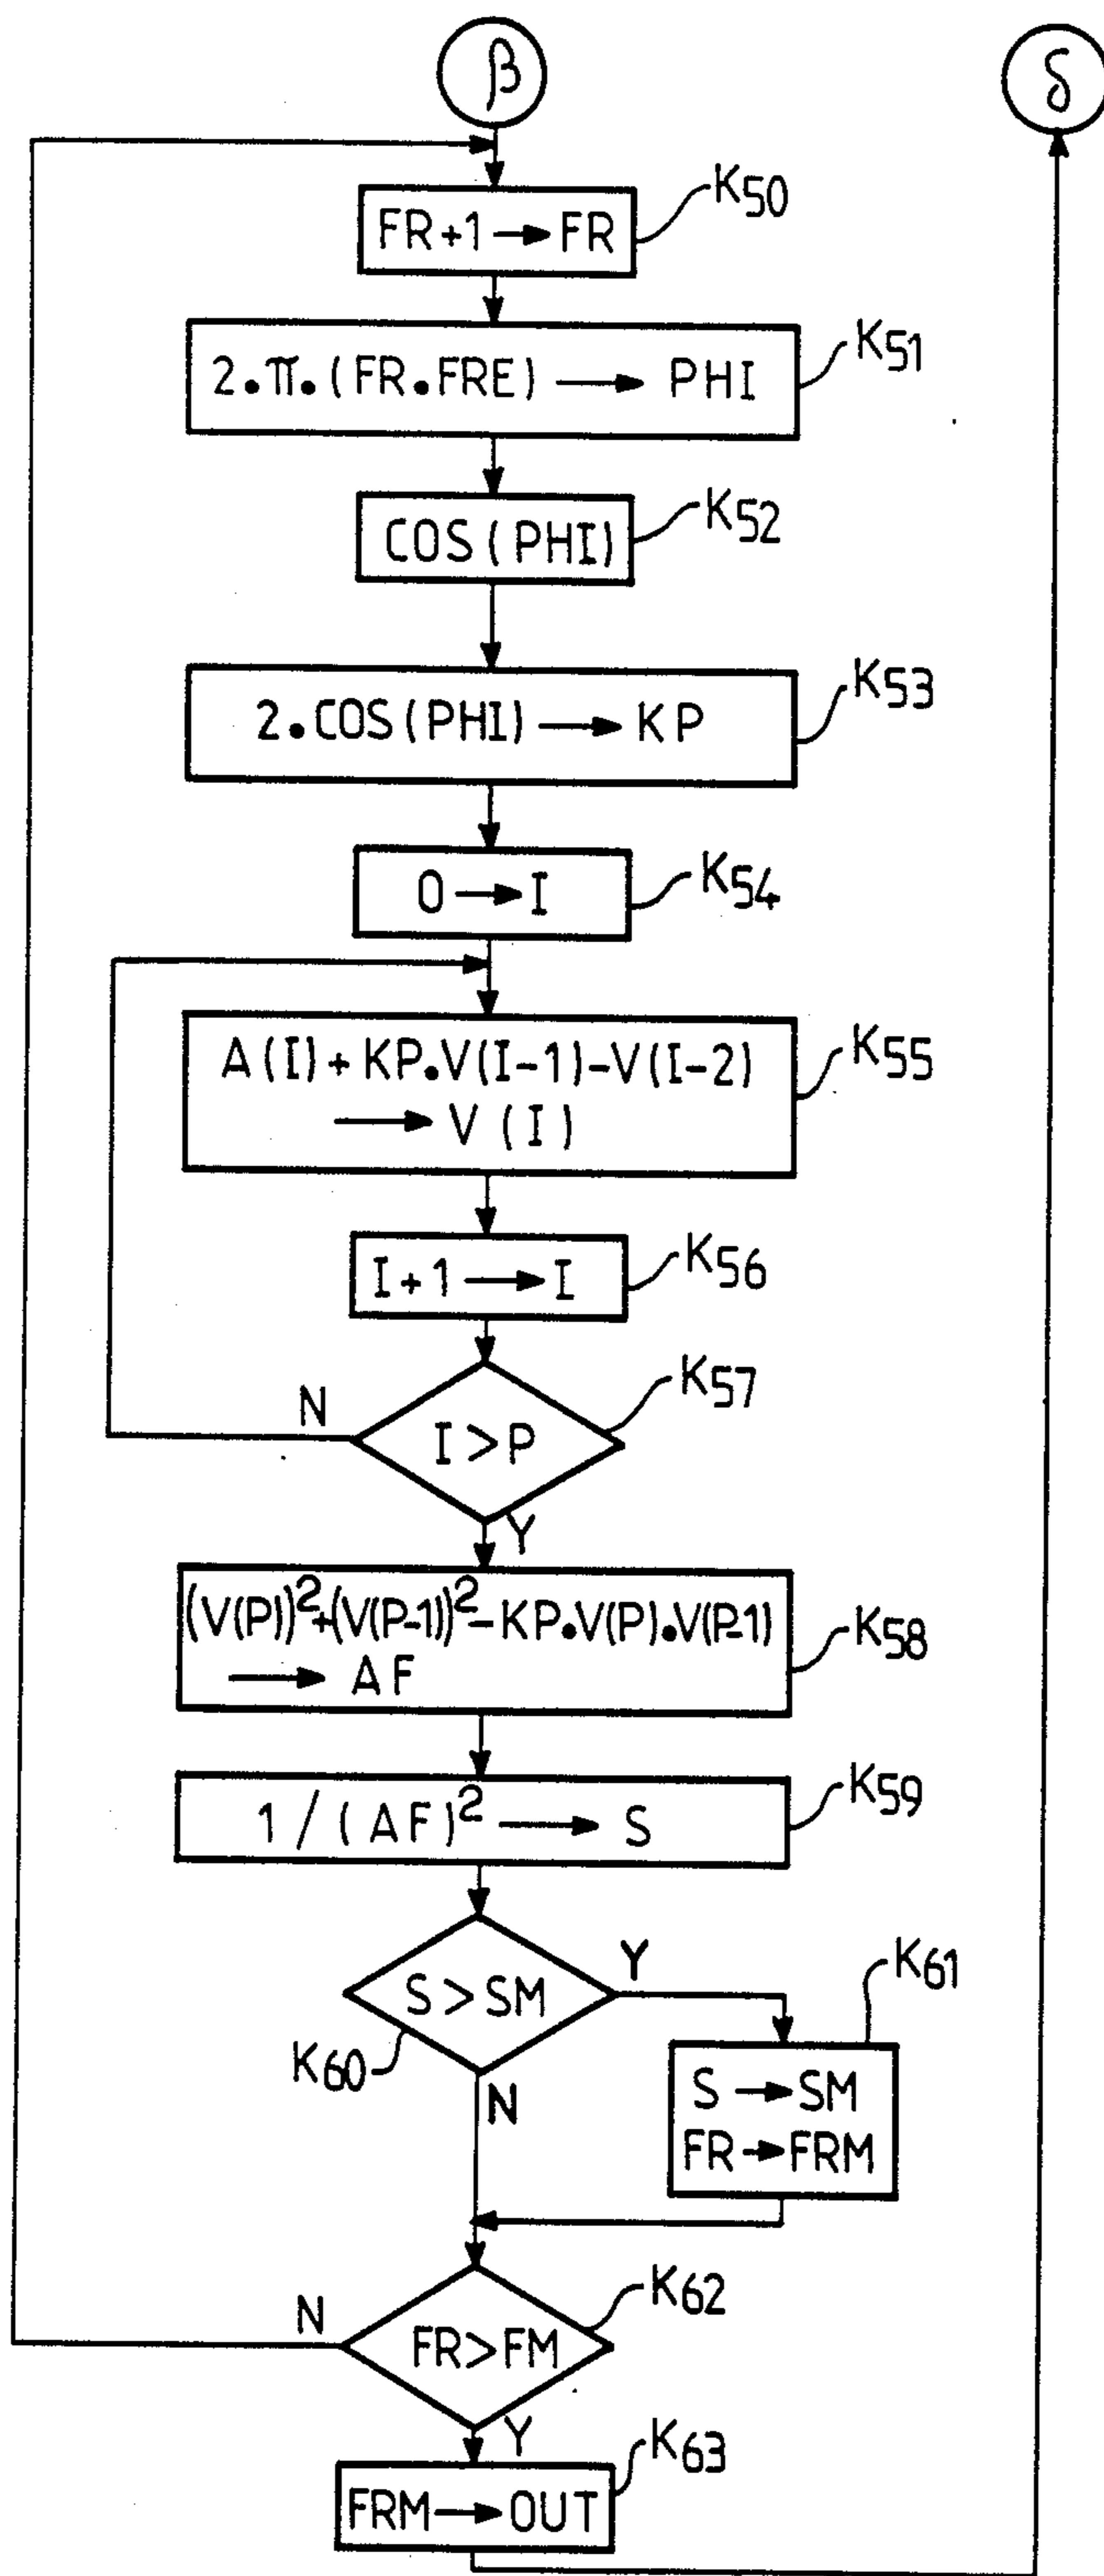 β
δ
K50
FR+1 → FR
K51
2.π.(FR.FRE) → PHI
K52
COS(PHI)
K53
2.COS(PHI) → KP
K54
0 → I
K55
A(I)+KP.V(I-1)-V(I-2)
→ V(I)
K56
I+1 → I
K57
N
I>P
Y
K58
(V(P))²+(V(P-1))²-KP.V(P).V(P-1)
→ AF
K59
1/(AF)² → S
Y
K61
S>SM
K60
N
S → SM
FR → FRM
K62
N
FR>FM
Y
K63
FRM → OUT